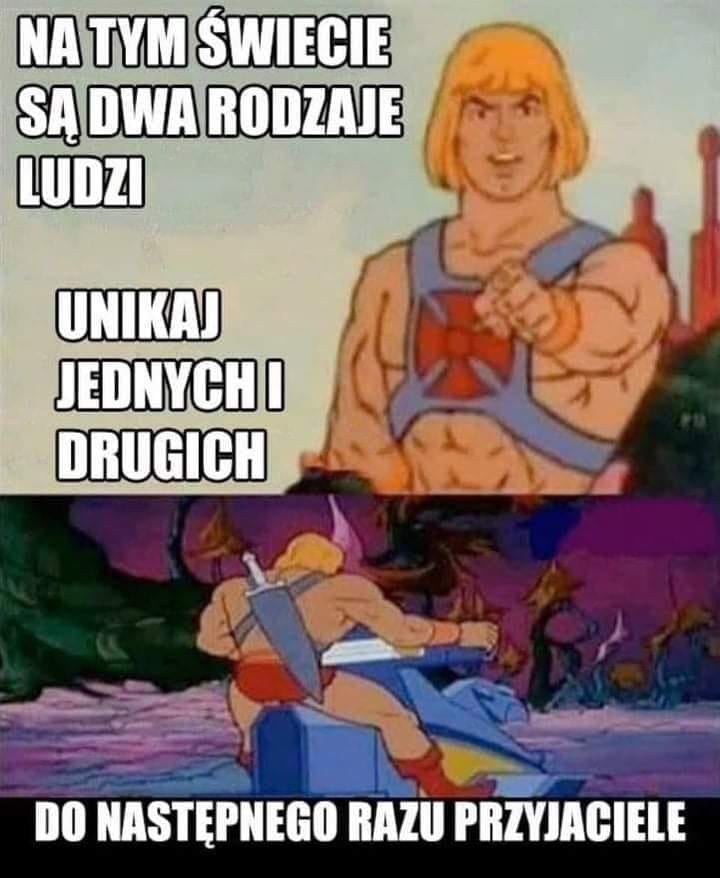 NA TYM ŚWIECIE
SĄ DWA RODZAJE
LUDZI
UNIKAJ
JEDNYCH I
DRUGICH
DO NASTĘPNEGO RAZU PRZYJACIELE